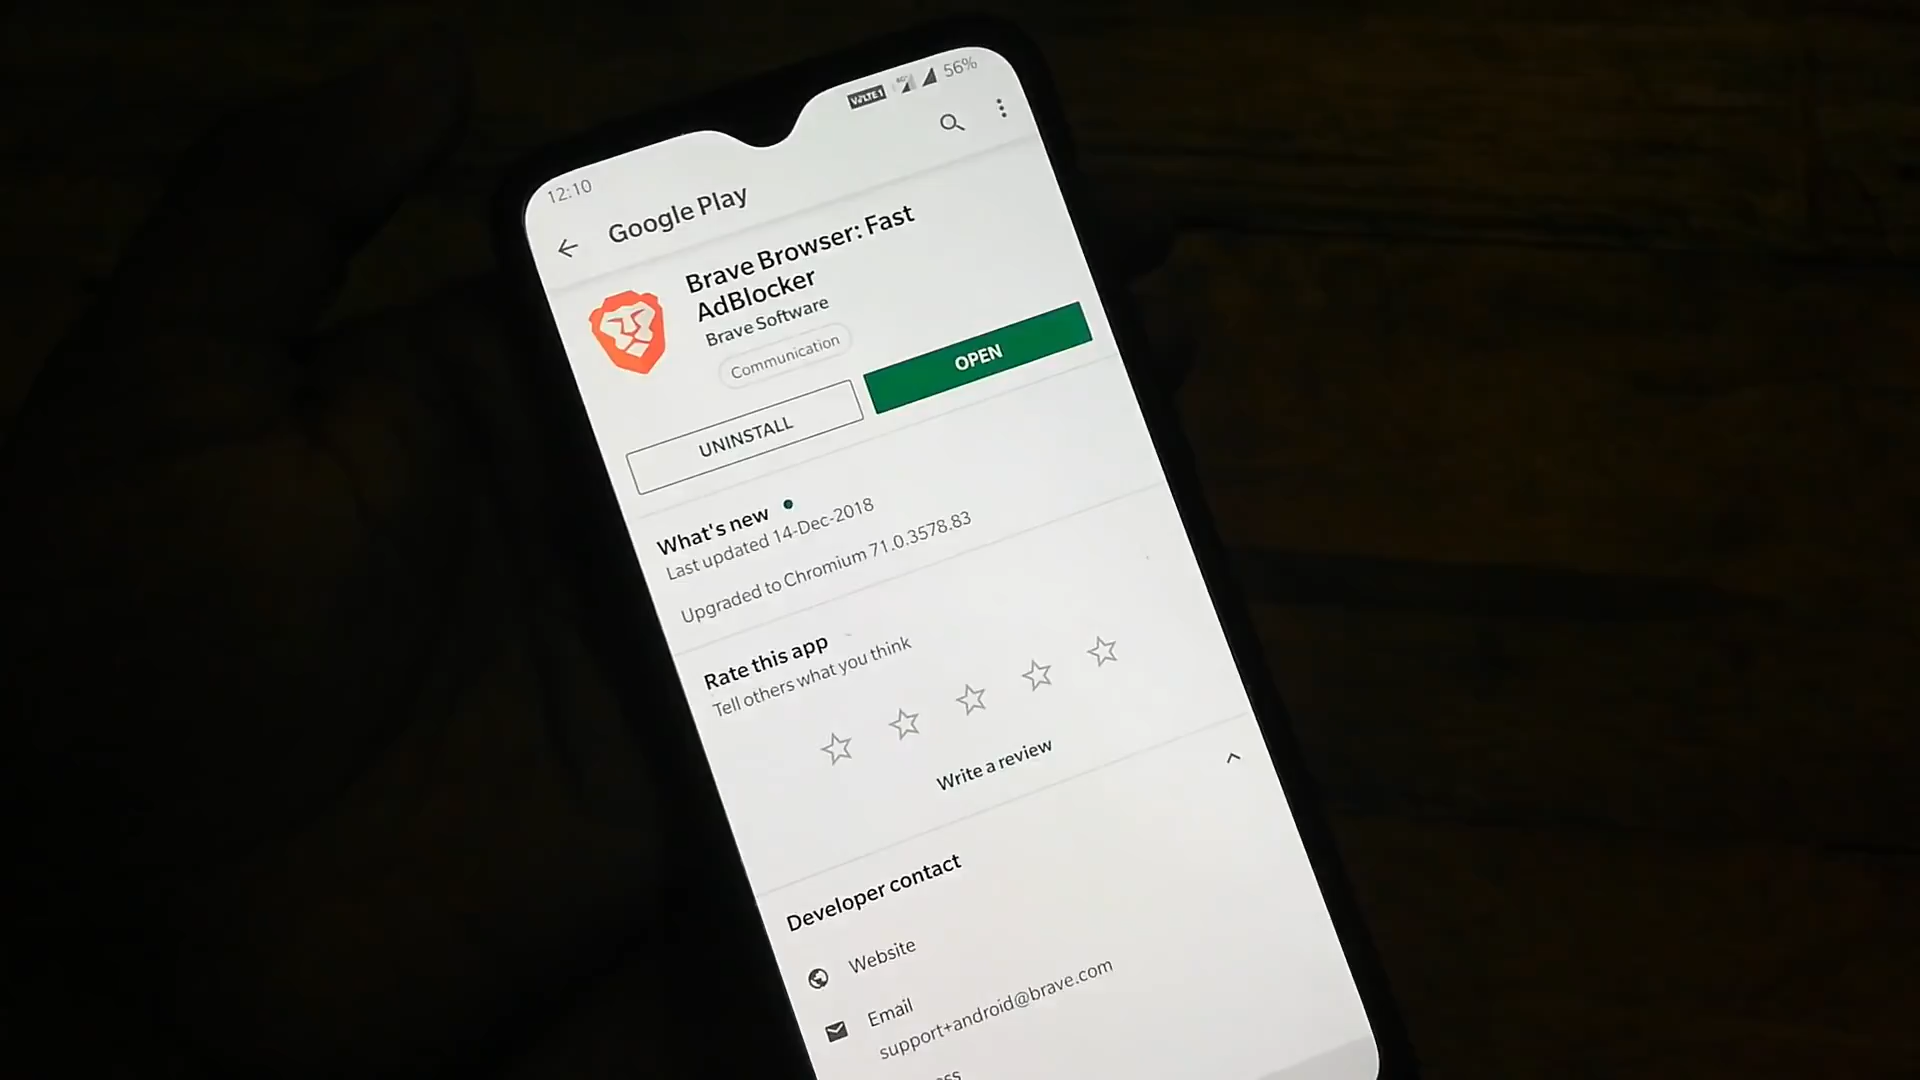 12:10
VoLTE1
56%
Google Play
Brave Browser: Fast
AdBlocker
Brave Software
Communication
UNINSTALL
OPEN
What's new
Last updated 14-Dec-2018
Upgraded to Chromium 71.0.3578.83
Rate this app
Tell others what you think
Write a review
Developer contact
Website
Email
support+android@brave.com